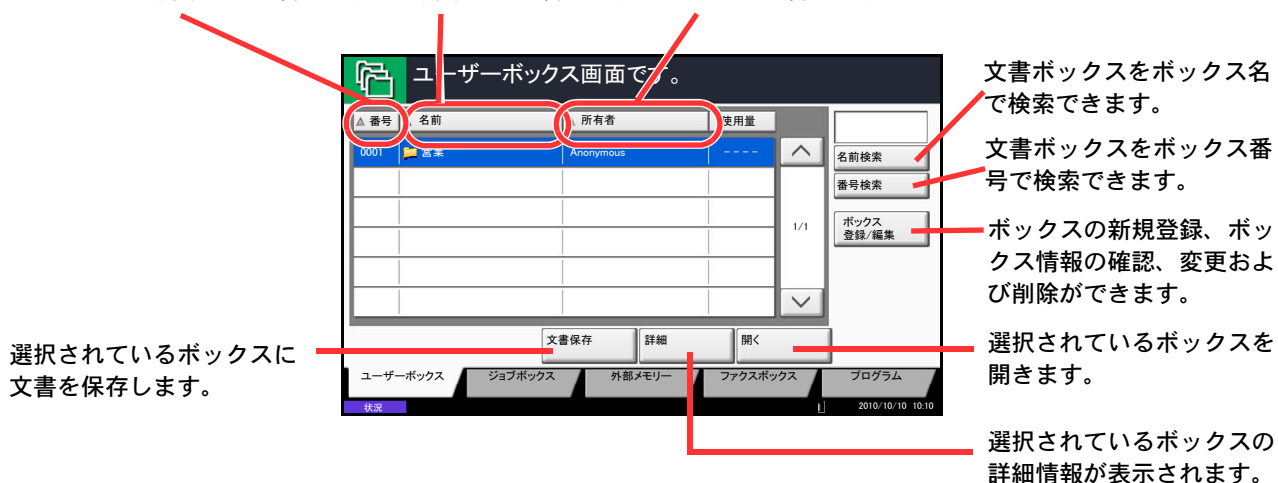 ユーザーボックス画面です。
番号 名前 所有者 使用量
0001 営業 Anonymous ----
1/1
名前検索
番号検索
ボックス
登録/編集
文書保存 詳細 開く
ユーザーボックス ジョブボックス 外部メモリー ファクスボックス プログラム
状況 2010/10/10 10:10
文書ボックスをボックス名
で検索できます。
文書ボックスをボックス番
号で検索できます。
ボックスの新規登録、ボッ
クス情報の確認、変更およ
び削除ができます。
選択されているボックスに
文書を保存します。
選択されているボックスを
開きます。
選択されているボックスの
詳細情報が表示されます。